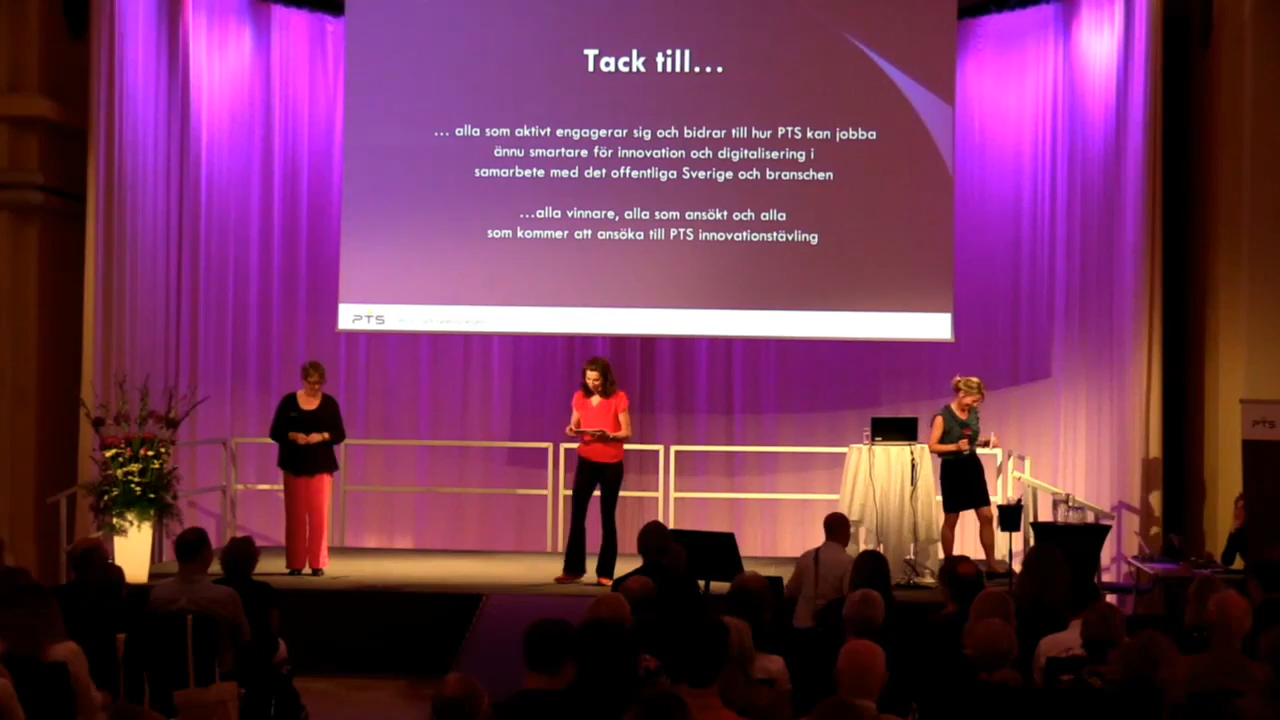 Tack till...
... alla som aktivt engagerar sig och bidrar till hur PTS kan jobba
ännu smartare för innovation och digitalisering i
samarbete med det offentliga Sverige och branschen
...alla vinnare, alla som ansökt och alla
som kommer att ansöka till PTS innovationstävling
PTS
PTS